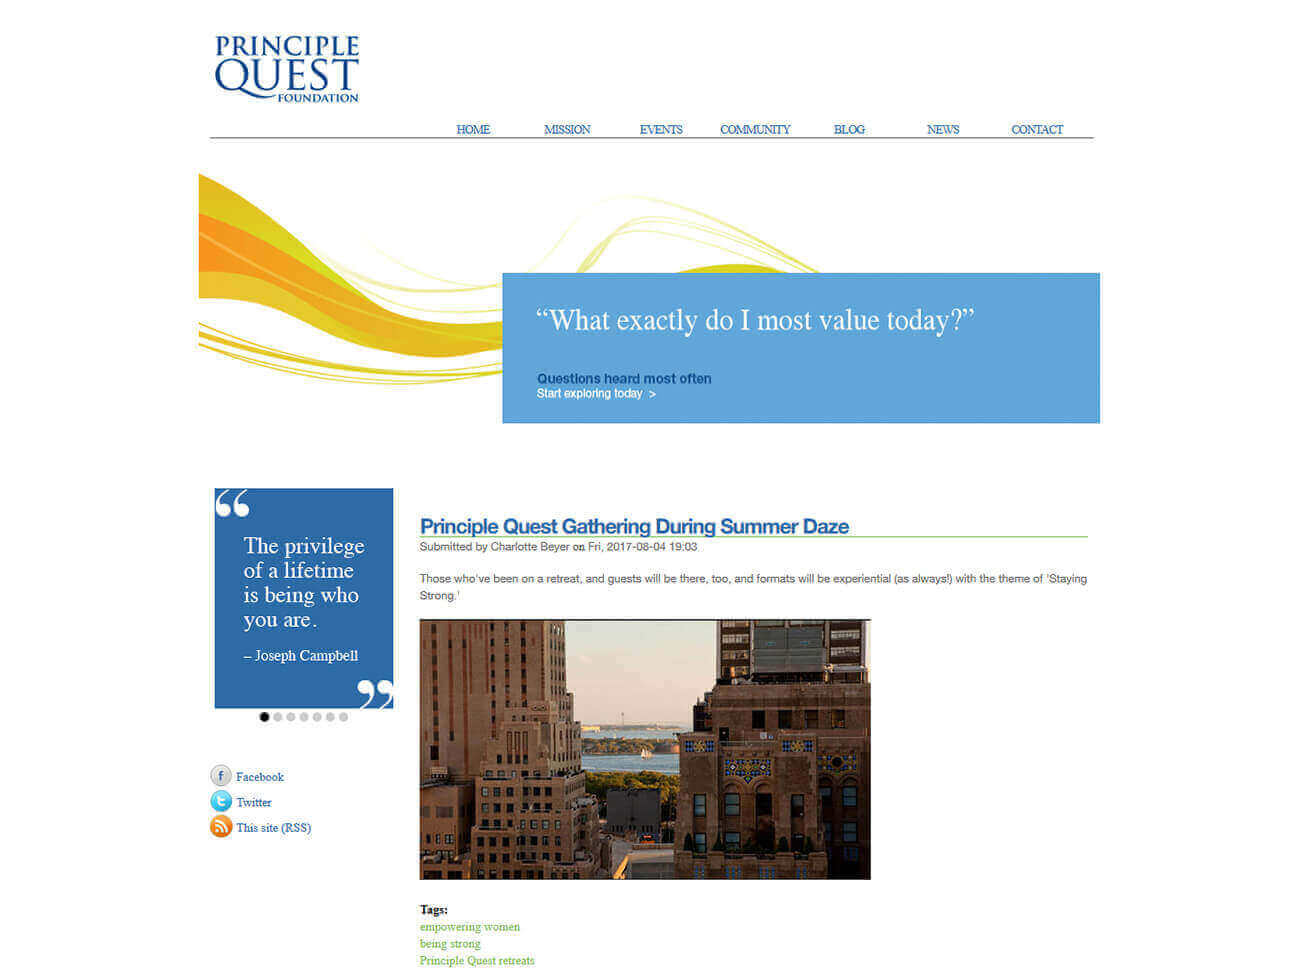 PRINCIPLE
QUEST
FOUNDATION
HOME MISSION EVENTS COMMUNITY BLOG NEWS CONTACT
“What exactly do I most value today?”
Questions heard most often
Start exploring today >
“
The privilege
of a lifetime
is being who
you are.
– Joseph Campbell
”
Facebook
Twitter
This site (RSS)
Principle Quest Gathering During Summer Daze
Submitted by Charlotte Beyer on Fri, 2017-08-04 19:03
Those who've been on a retreat, and guests will be there, too, and formats will be experiential (as always!) with the theme of 'Staying
Strong.'
Tags:
empowering women
being strong
Principle Quest retreats